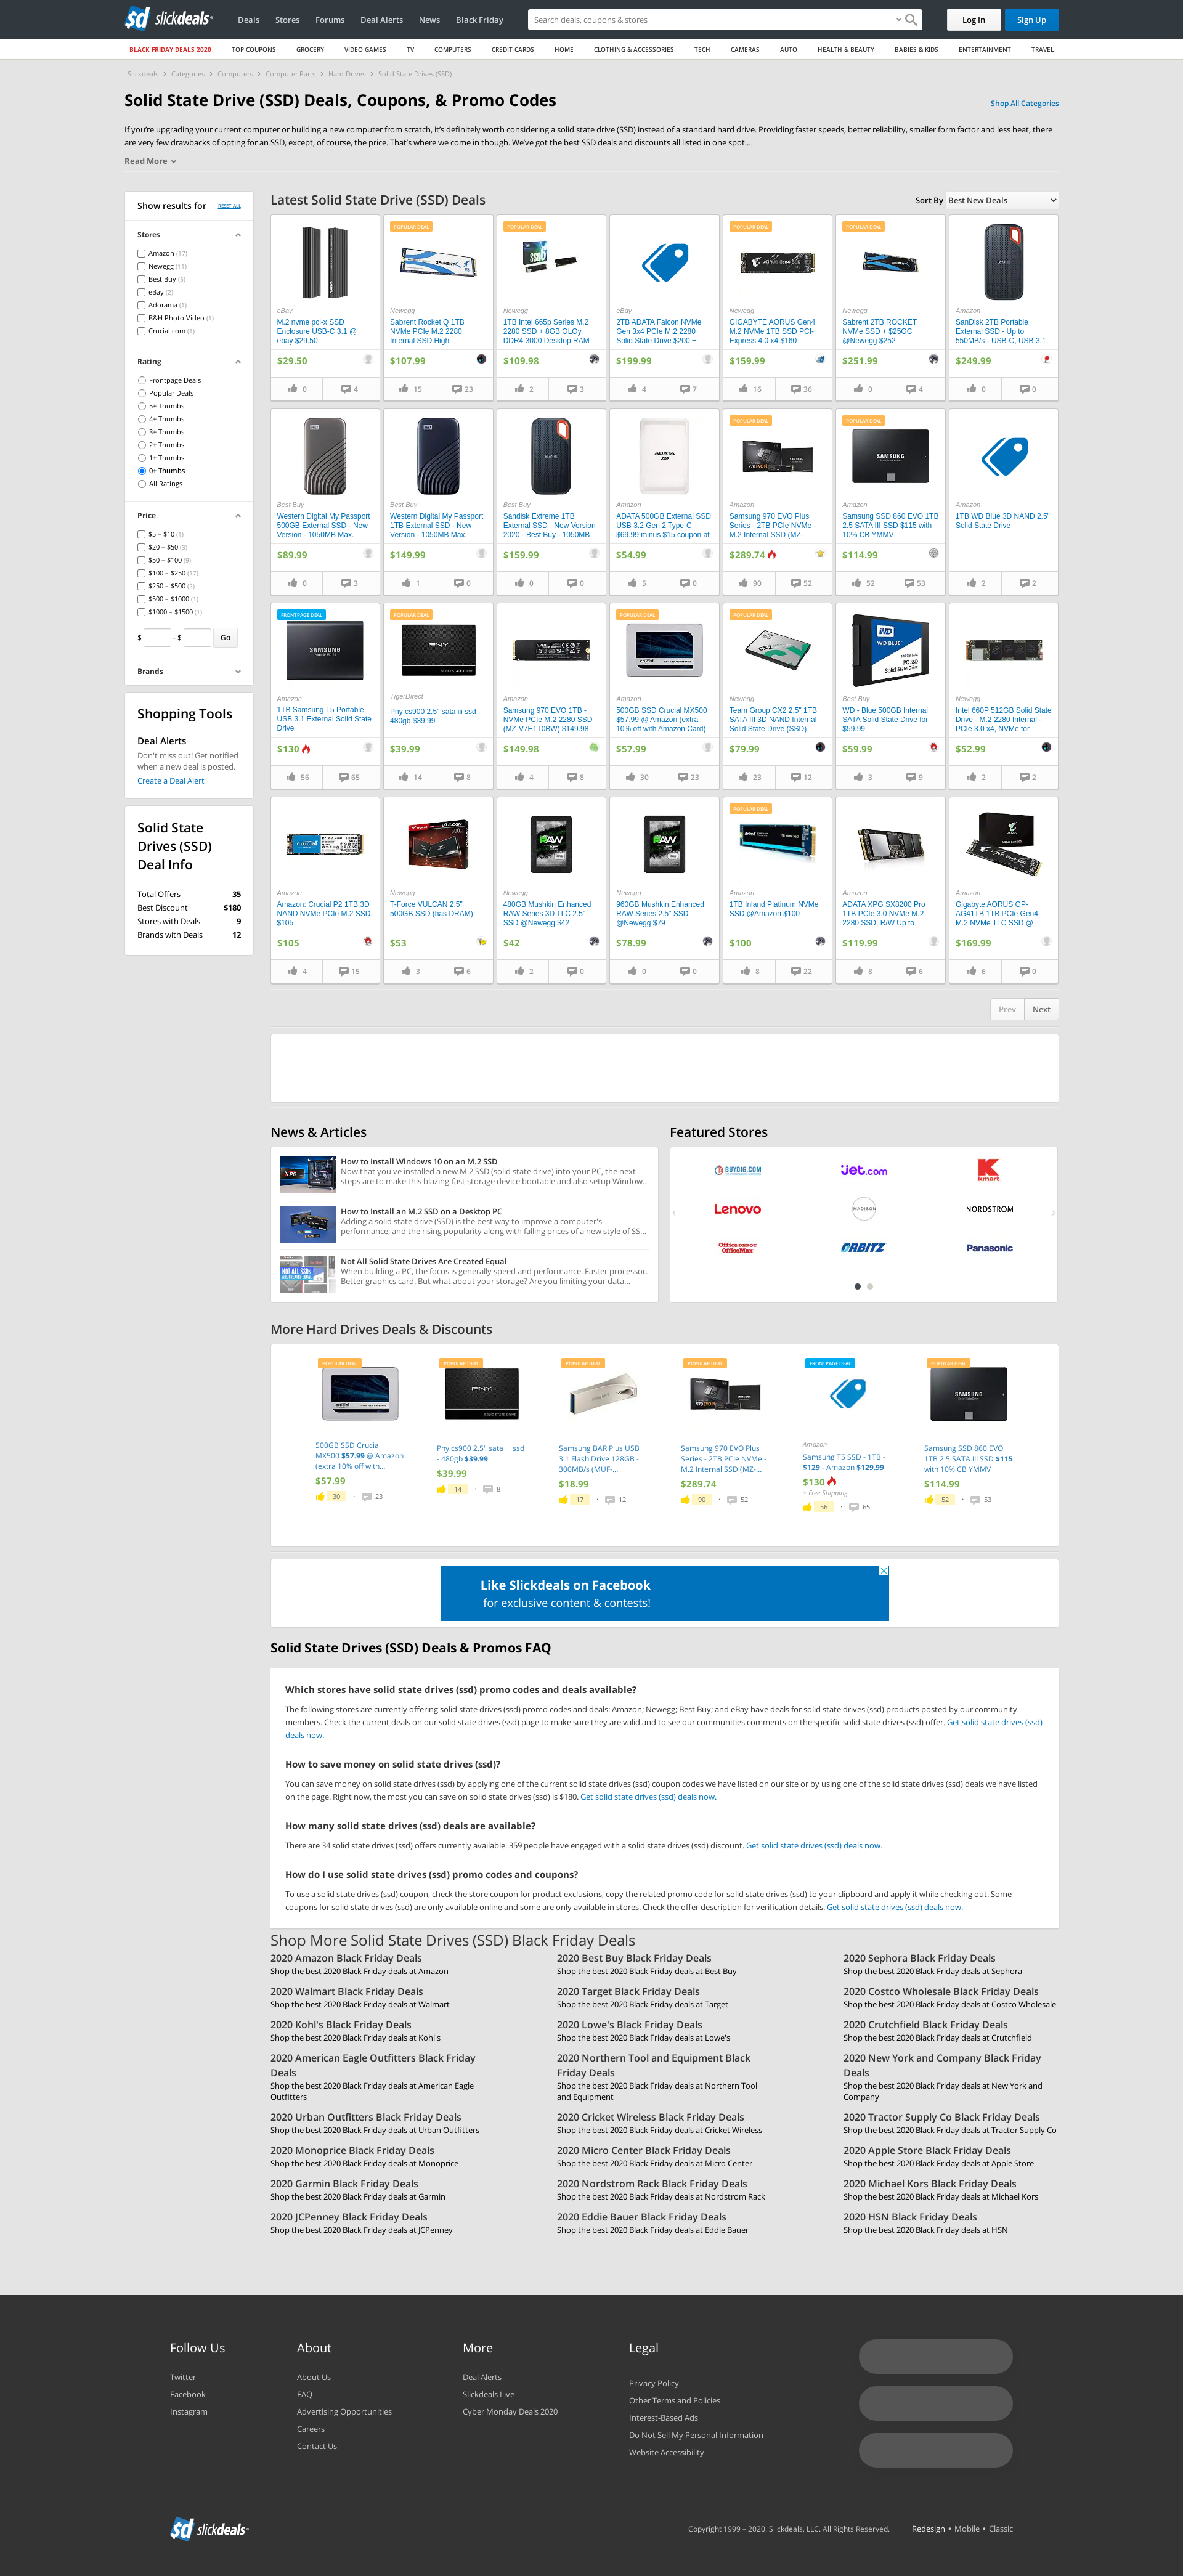 slickdeals
Deals Stores Forums Deal Alerts News Black Friday
Search deals, coupons & stores
Log In
Sign Up
BLACK FRIDAY DEALS 2020 TOP COUPONS GROCERY VIDEO GAMES TV COMPUTERS CREDIT CARDS HOME CLOTHING & ACCESSORIES TECH CAMERAS AUTO HEALTH & BEAUTY BABIES & KIDS ENTERTAINMENT TRAVEL
Slickdeals > Categories > Computers > Computer Parts > Hard Drives > Solid State Drives (SSD)
Solid State Drive (SSD) Deals, Coupons, & Promo Codes
Shop All Categories
If you're upgrading your current computer or building a new computer from scratch, it's definitely worth considering a solid state drive (SSD) instead of a standard hard drive. Providing faster speeds, better reliability, smaller form factor and less heat, there
are very few drawbacks of opting for an SSD, except, of course, the price. That's where we come in though. We've got the best SSD deals and discounts all listed in one spot....
Read More
Show results for
RESET ALL
Stores
Amazon (17)
Newegg (11)
Best Buy (5)
eBay (2)
Adorama (1)
B&H Photo Video (1)
Crucial.com (1)
Rating
Frontpage Deals
Popular Deals
5+ Thumbs
4+ Thumbs
3+ Thumbs
2+ Thumbs
1+ Thumbs
0+ Thumbs
All Ratings
Price
$5 – $10 (1)
$20 – $50 (3)
$50 – $100 (9)
$100 – $250 (17)
$250 – $500 (2)
$500 – $1000 (1)
$1000 – $1500 (1)
$ - $ Go
Brands
Shopping Tools
Deal Alerts
Don't miss out! Get notified
when a new deal is posted.
Create a Deal Alert
Solid State
Drives (SSD)
Deal Info
Total Offers 35
Best Discount $180
Stores with Deals 9
Brands with Deals 12
Latest Solid State Drive (SSD) Deals
Sort By Best New Deals
eBay
M.2 nvme pci-x SSD
Enclosure USB-C 3.1 @
ebay $29.50
$29.50
0 4
POPULAR DEAL
Newegg
Sabrent Rocket Q 1TB
NVMe PCIe M.2 2280
Internal SSD High
$107.99
15 23
POPULAR DEAL
Newegg
1TB Intel 665p Series M.2
2280 SSD + 8GB OLOy
DDR4 3000 Desktop RAM
$109.98
2 3
eBay
2TB ADATA Falcon NVMe
Gen 3x4 PCIe M.2 2280
Solid State Drive $200 +
$199.99
4 7
POPULAR DEAL
Newegg
GIGABYTE AORUS Gen4
M.2 NVMe 1TB SSD PCI-
Express 4.0 x4 $160
$159.99
16 36
POPULAR DEAL
Newegg
Sabrent 2TB ROCKET
NVMe SSD + $25GC
@Newegg $252
$251.99
0 4
Amazon
SanDisk 2TB Portable
External SSD - Up to
550MB/s - USB-C, USB 3.1
$249.99
0 0
Best Buy
Western Digital My Passport
500GB External SSD - New
Version - 1050MB Max.
$89.99
0 3
Best Buy
Western Digital My Passport
1TB External SSD - New
Version - 1050MB Max.
$149.99
1 0
Best Buy
Sandisk Extreme 1TB
External SSD - New Version
2020 - Best Buy - 1050MB
$159.99
0 0
Amazon
ADATA 500GB External SSD
USB 3.2 Gen 2 Type-C
$69.99 minus $15 coupon at
$54.99
5 0
POPULAR DEAL
Amazon
Samsung 970 EVO Plus
Series - 2TB PCIe NVMe -
M.2 Internal SSD (MZ-
$289.74
90 52
POPULAR DEAL
SAMSUNG
Amazon
Samsung SSD 860 EVO 1TB
2.5 SATA III SSD $115 with
10% CB YMMV
$114.99
52 53
Amazon
1TB WD Blue 3D NAND 2.5"
Solid State Drive
2 2
FRONTPAGE DEAL
SAMSUNG
Amazon
1TB Samsung T5 Portable
USB 3.1 External Solid State
Drive
$130
56 65
POPULAR DEAL
PNY
TigerDirect
Pny cs900 2.5" sata iii ssd -
480gb $39.99
$39.99
14 8
Amazon
Samsung 970 EVO 1TB -
NVMe PCIe M.2 2280 SSD
(MZ-V7E1T0BW) $149.98
$149.98
4 8
POPULAR DEAL
crucial
Amazon
500GB SSD Crucial MX500
$57.99 @ Amazon (extra
10% off with Amazon Card)
$57.99
30 23
POPULAR DEAL
CX2
Newegg
Team Group CX2 2.5" 1TB
SATA III 3D NAND Internal
Solid State Drive (SSD)
$79.99
23 12
WD BLUE
Best Buy
WD - Blue 500GB Internal
SATA Solid State Drive for
$59.99
$59.99
3 9
Newegg
Intel 660P 512GB Solid State
Drive - M.2 2280 Internal -
PCIe 3.0 x4, NVMe for
$52.99
2 2
crucial
Amazon
Amazon: Crucial P2 1TB 3D
NAND NVMe PCIe M.2 SSD,
$105
$105
4 15
VULCAN
Newegg
T-Force VULCAN 2.5"
500GB SSD (has DRAM)
$53
3 6
RAW
Newegg
480GB Mushkin Enhanced
RAW Series 3D TLC 2.5"
SSD @Newegg $42
$42
2 0
RAW
Newegg
960GB Mushkin Enhanced
RAW Series 2.5" SSD
@Newegg $79
$78.99
0 0
POPULAR DEAL
Amazon
1TB Inland Platinum NVMe
SSD @Amazon $100
$100
8 22
Amazon
ADATA XPG SX8200 Pro
1TB PCIe 3.0 NVMe M.2
2280 SSD, R/W Up to
$119.99
8 6
Amazon
Gigabyte AORUS GP-
AG41TB 1TB PCIe Gen4
M.2 NVMe TLC SSD @
$169.99
6 0
Prev Next
News & Articles
How to Install Windows 10 on an M.2 SSD
Now that you've installed a new M.2 SSD (solid state drive) into your PC, the next
steps are to make this blazing-fast storage device bootable and also setup Window...
How to Install an M.2 SSD on a Desktop PC
Adding a solid state drive (SSD) is the best way to improve a computer's
performance, and the rising popularity along with falling prices of a new style of SS...
Not All Solid State Drives Are Created Equal
When building a PC, the focus is generally speed and performance. Faster processor.
Better graphics card. But what about your storage? Are you limiting your data...
Featured Stores
BUYDIG.COM
jet.com
kmart
Lenovo
MADISON
NORDSTROM
Office DEPOT
OfficeMax
ORBITZ
Panasonic
More Hard Drives Deals & Discounts
POPULAR DEAL
500GB SSD Crucial
MX500 $57.99 @ Amazon
(extra 10% off with...
$57.99
30 · 23
POPULAR DEAL
Pny cs900 2.5" sata iii ssd
- 480gb $39.99
$39.99
14 · 8
POPULAR DEAL
Samsung BAR Plus USB
3.1 Flash Drive 128GB -
300MB/s (MUF-...
$18.99
17 · 12
POPULAR DEAL
Samsung 970 EVO Plus
Series - 2TB PCIe NVMe -
M.2 Internal SSD (MZ-...
$289.74
90 · 52
FRONTPAGE DEAL
Amazon
Samsung T5 SSD - 1TB -
$129 - Amazon $129.99
$130
+ Free Shipping
56 · 65
POPULAR DEAL
SAMSUNG
Samsung SSD 860 EVO
1TB 2.5 SATA III SSD $115
with 10% CB YMMV
$114.99
52 · 53
Like Slickdeals on Facebook
for exclusive content & contests!
Solid State Drives (SSD) Deals & Promos FAQ
Which stores have solid state drives (ssd) promo codes and deals available?
The following stores are currently offering solid state drives (ssd) promo codes and deals: Amazon; Newegg; Best Buy; and eBay have deals for solid state drives (ssd) products posted by our community
members. Check the current deals on our solid state drives (ssd) page to make sure they are valid and to see our communities comments on the specific solid state drives (ssd) offer. Get solid state drives (ssd)
deals now.
How to save money on solid state drives (ssd)?
You can save money on solid state drives (ssd) by applying one of the current solid state drives (ssd) coupon codes we have listed on our site or by using one of the solid state drives (ssd) deals we have listed
on the page. Right now, the most you can save on solid state drives (ssd) is $180. Get solid state drives (ssd) deals now.
How many solid state drives (ssd) deals are available?
There are 34 solid state drives (ssd) offers currently available. 359 people have engaged with a solid state drives (ssd) discount. Get solid state drives (ssd) deals now.
How do I use solid state drives (ssd) promo codes and coupons?
To use a solid state drives (ssd) coupon, check the store coupon for product exclusions, copy the related promo code for solid state drives (ssd) to your clipboard and apply it while checking out. Some
coupons for solid state drives (ssd) are only available online and some are only available in stores. Check the offer description for verification details. Get solid state drives (ssd) deals now.
Shop More Solid State Drives (SSD) Black Friday Deals
2020 Amazon Black Friday Deals
Shop the best 2020 Black Friday deals at Amazon
2020 Best Buy Black Friday Deals
Shop the best 2020 Black Friday deals at Best Buy
2020 Sephora Black Friday Deals
Shop the best 2020 Black Friday deals at Sephora
2020 Walmart Black Friday Deals
Shop the best 2020 Black Friday deals at Walmart
2020 Target Black Friday Deals
Shop the best 2020 Black Friday deals at Target
2020 Costco Wholesale Black Friday Deals
Shop the best 2020 Black Friday deals at Costco Wholesale
2020 Kohl's Black Friday Deals
Shop the best 2020 Black Friday deals at Kohl's
2020 Lowe's Black Friday Deals
Shop the best 2020 Black Friday deals at Lowe's
2020 Crutchfield Black Friday Deals
Shop the best 2020 Black Friday deals at Crutchfield
2020 American Eagle Outfitters Black Friday
Deals
Shop the best 2020 Black Friday deals at American Eagle
Outfitters
2020 Northern Tool and Equipment Black
Friday Deals
Shop the best 2020 Black Friday deals at Northern Tool
and Equipment
2020 New York and Company Black Friday
Deals
Shop the best 2020 Black Friday deals at New York and
Company
2020 Urban Outfitters Black Friday Deals
Shop the best 2020 Black Friday deals at Urban Outfitters
2020 Cricket Wireless Black Friday Deals
Shop the best 2020 Black Friday deals at Cricket Wireless
2020 Tractor Supply Co Black Friday Deals
Shop the best 2020 Black Friday deals at Tractor Supply Co
2020 Monoprice Black Friday Deals
Shop the best 2020 Black Friday deals at Monoprice
2020 Micro Center Black Friday Deals
Shop the best 2020 Black Friday deals at Micro Center
2020 Apple Store Black Friday Deals
Shop the best 2020 Black Friday deals at Apple Store
2020 Garmin Black Friday Deals
Shop the best 2020 Black Friday deals at Garmin
2020 Nordstrom Rack Black Friday Deals
Shop the best 2020 Black Friday deals at Nordstrom Rack
2020 Michael Kors Black Friday Deals
Shop the best 2020 Black Friday deals at Michael Kors
2020 JCPenney Black Friday Deals
Shop the best 2020 Black Friday deals at JCPenney
2020 Eddie Bauer Black Friday Deals
Shop the best 2020 Black Friday deals at Eddie Bauer
2020 HSN Black Friday Deals
Shop the best 2020 Black Friday deals at HSN
Follow Us
Twitter
Facebook
Instagram
About
About Us
FAQ
Advertising Opportunities
Careers
Contact Us
More
Deal Alerts
Slickdeals Live
Cyber Monday Deals 2020
Legal
Privacy Policy
Other Terms and Policies
Interest-Based Ads
Do Not Sell My Personal Information
Website Accessibility
slickdeals
Copyright 1999 – 2020. Slickdeals, LLC. All Rights Reserved.
Redesign • Mobile • Classic